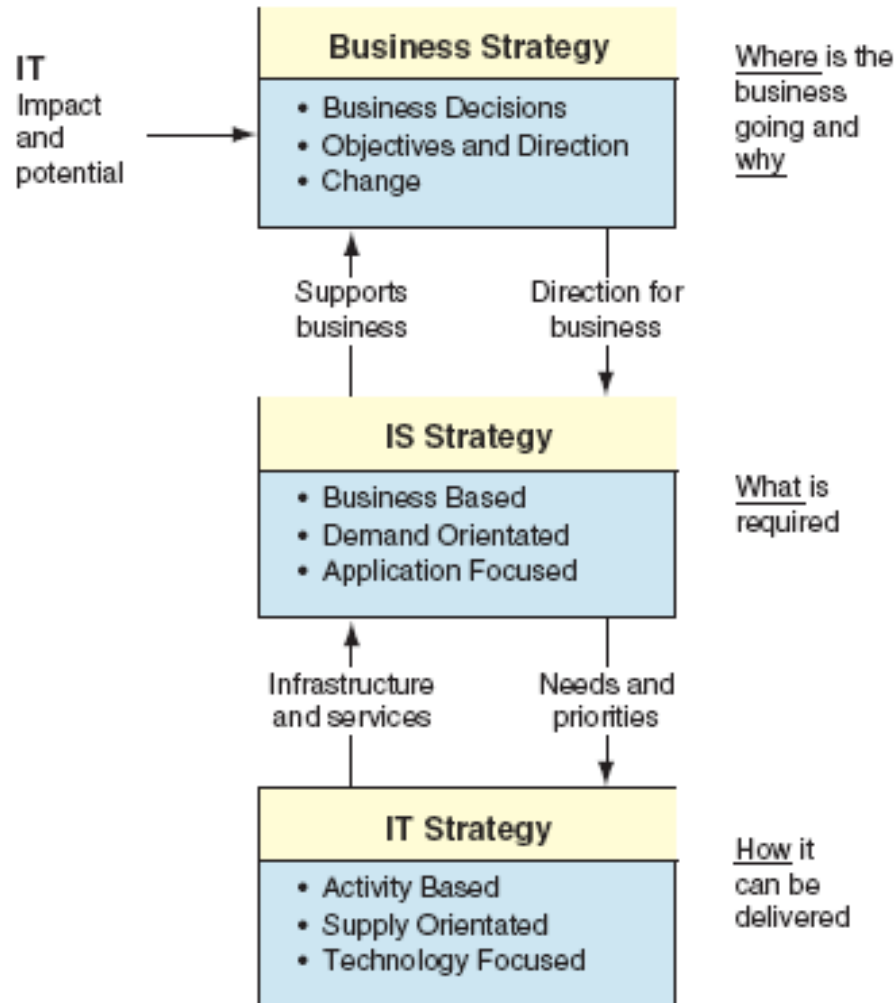 IT
Impact
and
potential
Business Strategy
• Business Decisions
• Objectives and Direction
• Change
Where is the
business
going and
why
Supports
business
Direction for
business
IS Strategy
• Business Based
• Demand Orientated
• Application Focused
What is
required
Infrastructure
and services
Needs and
priorities
IT Strategy
• Activity Based
• Supply Orientated
• Technology Focused
How it
can be
delivered